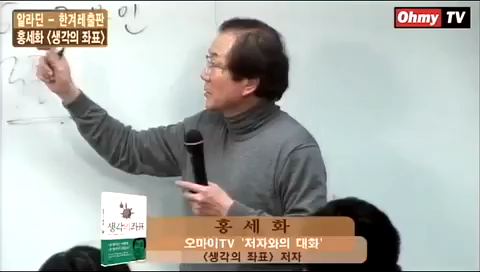 알라딘 - 한겨레출판
홍세화 <생각의 좌표>
Ohmy TV
생각의 좌표
홍 세 화
오마이TV '저자와의 대화'
<생각의 좌표> 저자